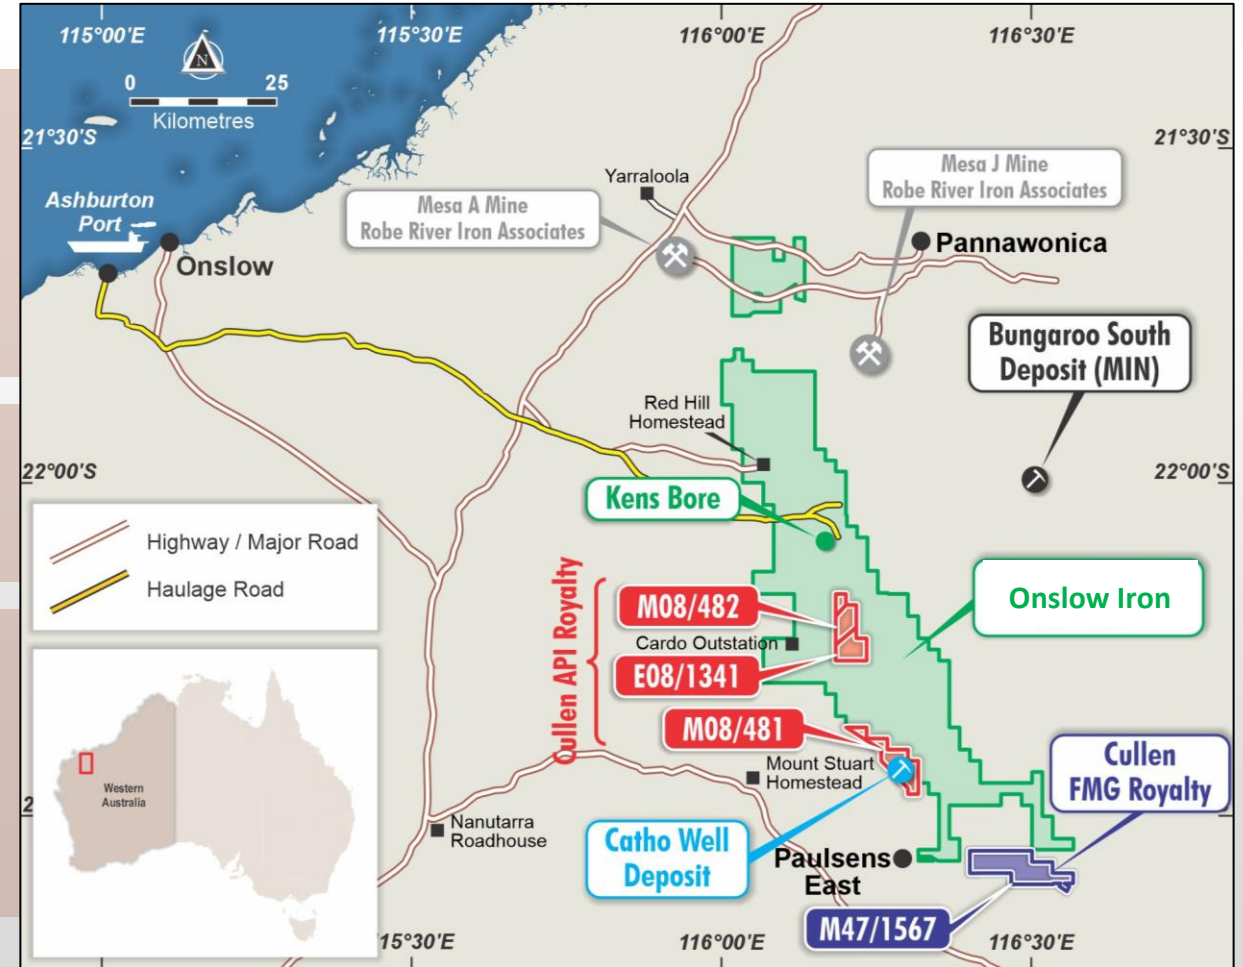 115°00'E
115°30'E
116°00'E
116°30'E
N
0
25
Kilometres
21°30'S
21°30'S
Ashburton
Port
Onslow
Yarraloola
Mesa A Mine
Robe River Iron Associates
Mesa J Mine
Robe River Iron Associates
Pannawonica
Bungaroo South
Deposit (MIN)
Red Hill
Homestead
22°00'S
22°00'S
Kens Bore
Highway / Major Road
Haulage Road
Cullen API Royalty
M08/482
Cardo Outstation
E08/1341
M08/481
Onslow Iron
Mount Stuart
Homestead
Cullen
FMG Royalty
Western
Australia
2
Nanutarra
Roadhouse
Catho Well
Deposit
Paulsens
East
M47/1567
15°30'E
116°00'E
116°30'E